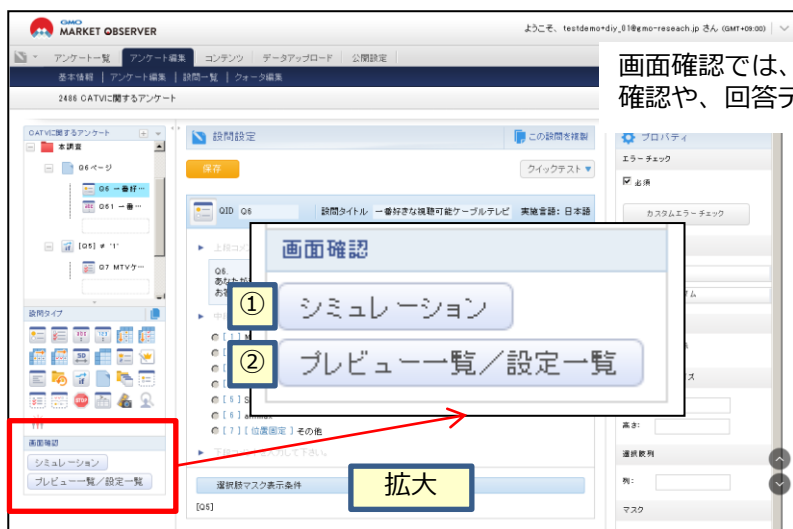 GMO
MARKET OBSERVER
ようこそ、testdemo+diy_01@gmo-reseach.jp さん (GMT+09:00)
アンケート一覧
アンケート編集
コンテンツ
データアップロード
公開設定
基本情報 | アンケート編集 | 設問一覧 | クォータ編集
2486 CATVに関するアンケート
画面確認では、
確認や、回答デ
CATVに関するアンケート
本調査
Q6ページ
Q6 一番好…
Q61 一番…
[Q5] ≠ '1'
Q7 MTVケ…
設問タイプ
画面確認
シミュレーション
プレビュー一覧／設定一覧
設問設定
この設問を複製
保存
クイックテスト ▼
QID Q6
設問タイトル 一番好きな視聴可能ケーブルテレビ
実施言語: 日本語
Q6.
画面確認
① シミュレーション
② プレビュー一覧／設定一覧
[ 5 ] S
[ 6 ]
[ 7 ] [ 位置固定 ] その他
選択肢マスク表示条件
[Q5]
拡大
プロパティ
エラーチェック
必須
カスタムエラーチェック
高さ:
選択肢列
列:
マスク